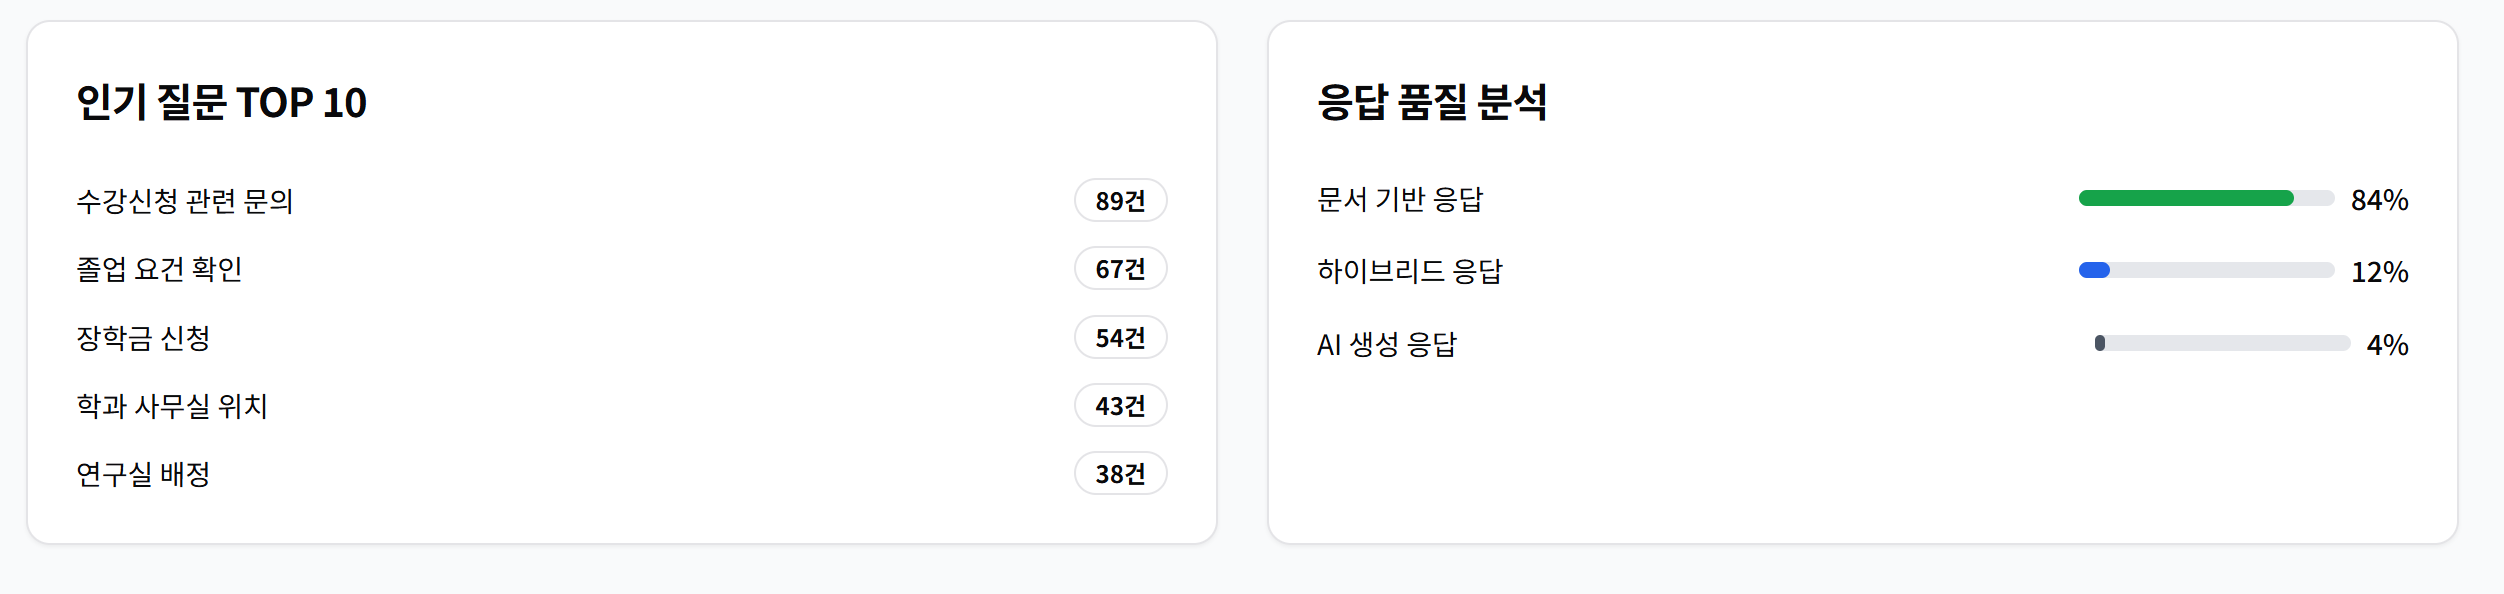 인기 질문 TOP 10
수강신청 관련 문의 89건
졸업 요건 확인 67건
장학금 신청 54건
학과 사무실 위치 43건
연구실 배정 38건
응답 품질 분석
문서 기반 응답 84%
하이브리드 응답 12%
AI 생성 응답 4%